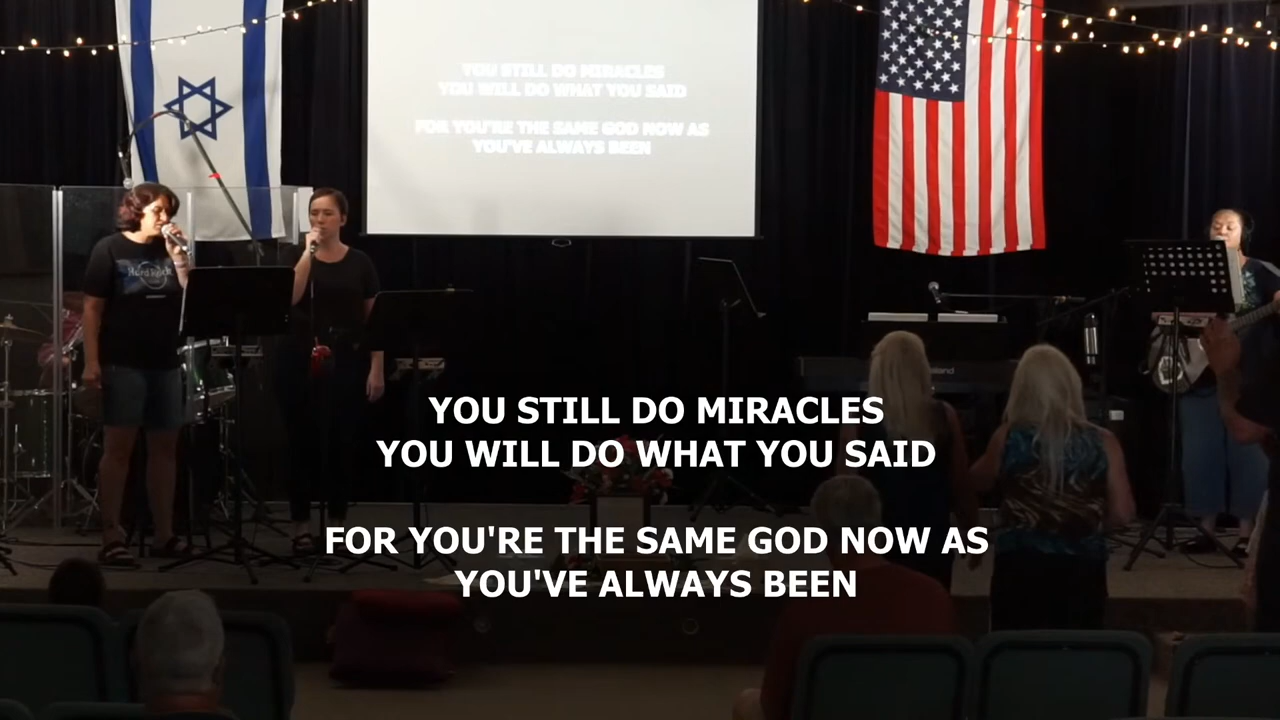 YOU STILL DO MIRACLES
YOU WILL DO WHAT YOU SAID
FOR YOU'RE THE SAME GOD NOW AS
YOU'VE ALWAYS BEEN
Hard Rock
YOU STILL DO MIRACLES
YOU WILL DO WHAT YOU SAID
FOR YOU'RE THE SAME GOD NOW AS
YOU'VE ALWAYS BEEN